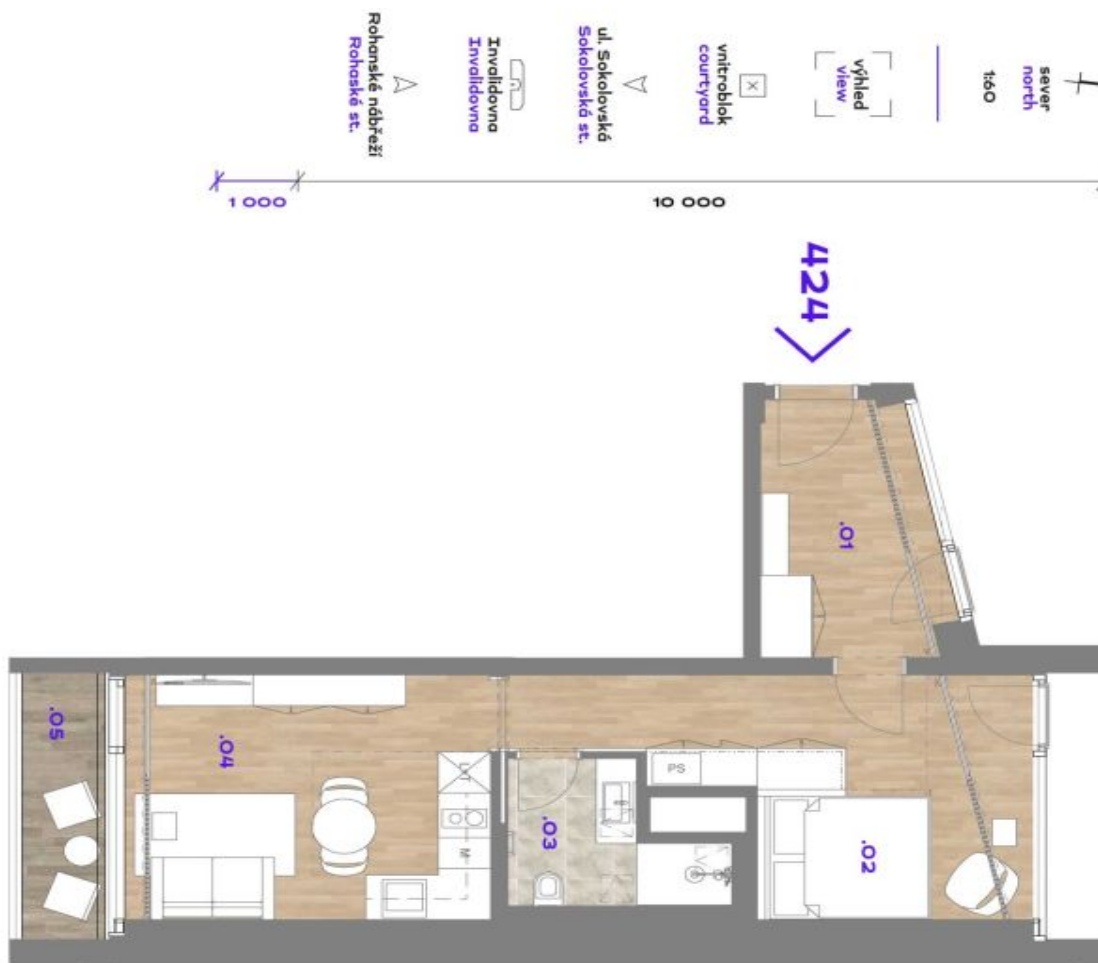 sever
north
1:60
výhled
view
vnitroblok
courtyard
ul. Sokolovská
Sokolovská st.
Invalidovna
Invalidovna
Rohanské nábřeží
Rohaské st.
1 000
10 000
424
.01
.02
.03
.04
.05
PS
M